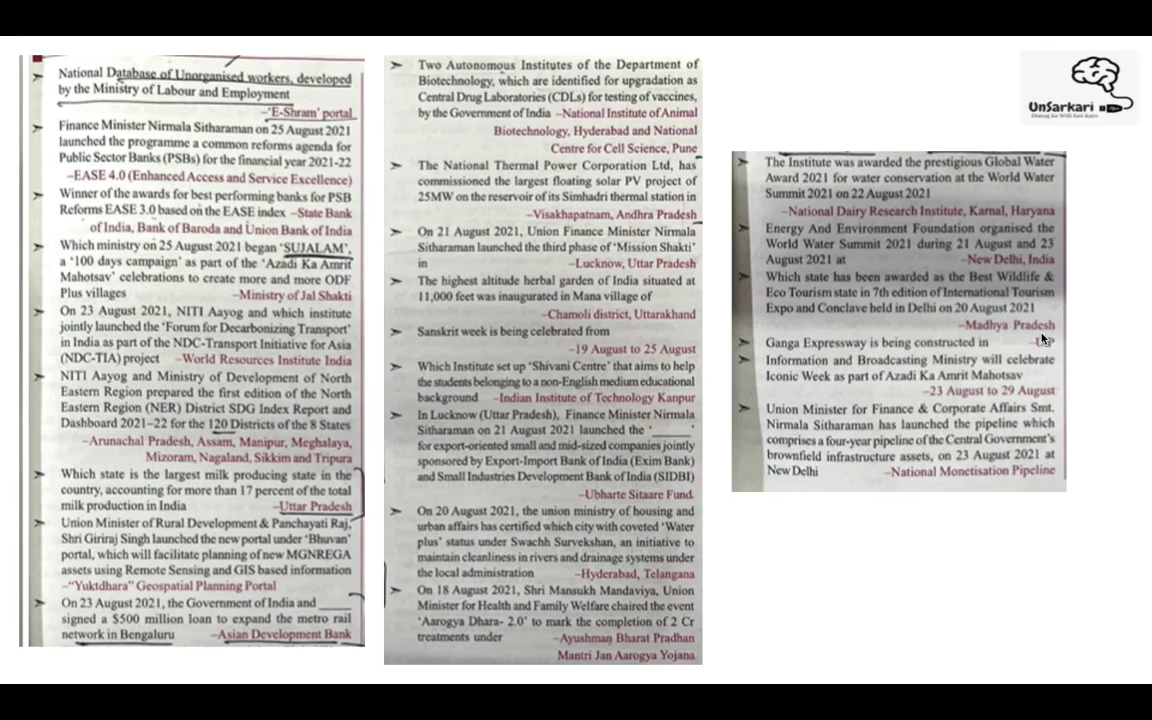 National Database of Unorganised workers, developed
by the Ministry of Labour and Employment
–'E-Shram' portal
Finance Minister Nirmala Sitharaman on 25 August 2021
launched the programme a common reforms agenda for
Public Sector Banks (PSBs) for the financial year 2021-22
–EASE 4.0 (Enhanced Access and Service Excellence)
Winner of the awards for best performing banks for PSB
Reforms EASE 3.0 based on the EASE index –State Bank
of India, Bank of Baroda and Union Bank of India
Which ministry on 25 August 2021 began 'SUJALAM',
a '100 days campaign' as part of the 'Azadi Ka Amrit
Mahotsav' celebrations to create more and more ODF
Plus villages –Ministry of Jal Shakti
On 23 August 2021, NITI Aayog and which institute
jointly launched the 'Forum for Decarbonizing Transport'
in India as part of the NDC-Transport Initiative for Asia
(NDC-TIA) project –World Resources Institute India
NITI Aayog and Ministry of Development of North
Eastern Region prepared the first edition of the North
Eastern Region (NER) District SDG Index Report and
Dashboard 2021–22 for the 120 Districts of the 8 States
–Arunachal Pradesh, Assam, Manipur, Meghalaya,
Mizoram, Nagaland, Sikkim and Tripura
Which state is the largest milk producing state in the
country, accounting for more than 17 percent of the total
milk production in India –Uttar Pradesh
Union Minister of Rural Development & Panchayati Raj,
Shri Giriraj Singh launched the new portal under 'Bhuvan'
portal, which will facilitate planning of new MGNREGA
assets using Remote Sensing and GIS based information
–"Yuktdhara" Geospatial Planning Portal
On 23 August 2021, the Government of India and ____
signed a $500 million loan to expand the metro rail
network in Bengaluru –Asian Development Bank
Two Autonomous Institutes of the Department of
Biotechnology, which are identified for upgradation as
Central Drug Laboratories (CDLs) for testing of vaccines,
by the Government of India –National Institute of Animal
Biotechnology, Hyderabad and National
Centre for Cell Science, Pune
The National Thermal Power Corporation Ltd, has
commissioned the largest floating solar PV project of
25MW on the reservoir of its Simhadri thermal station in
–Visakhapatnam, Andhra Pradesh
On 21 August 2021, Union Finance Minister Nirmala
Sitharaman launched the third phase of 'Mission Shakti'
in –Lucknow, Uttar Pradesh
The highest altitude herbal garden of India situated at
11,000 feet was inaugurated in Mana village of
–Chamoli district, Uttarakhand
Sanskrit week is being celebrated from
–19 August to 25 August
Which Institute set up 'Shivani Centre' that aims to help
the students belonging to a non-English medium educational
background –Indian Institute of Technology Kanpur
In Lucknow (Uttar Pradesh), Finance Minister Nirmala
Sitharaman on 21 August 2021 launched the '_____'
for export-oriented small and mid-sized companies jointly
sponsored by Export-Import Bank of India (Exim Bank) and
Small Industries Development Bank of India (SIDBI)
–Ubharte Sitaare Fund.
On 20 August 2021, the union ministry of housing and
urban affairs has certified which city with coveted 'Water
plus' status under Swachh Survekshan, an initiative to
maintain cleanliness in rivers and drainage systems under
the local administration –Hyderabad, Telangana
On 18 August 2021, Shri Mansukh Mandaviya, Union
Minister for Health and Family Welfare chaired the event
'Aarogya Dhara- 2.0' to mark the completion of 2 Cr
treatments under –Ayushman Bharat Pradhan
Mantri Jan Aarogya Yojana
UnSarkari
Dimag Ka Will Just Kuro
The Institute was awarded the prestigious Global Water
Award 2021 for water conservation at the World Water
Summit 2021 on 22 August 2021
–National Dairy Research Institute, Karnal, Haryana
Energy And Environment Foundation organised the
World Water Summit 2021 during 21 August and 23
August 2021 at –New Delhi, India
Which state has been awarded as the Best Wildlife &
Eco Tourism state in 7th edition of International Tourism
Expo and Conclave held in Delhi on 20 August 2021
–Madhya Pradesh
Ganga Expressway is being constructed in
Information and Broadcasting Ministry will celebrate
Iconic Week as part of Azadi Ka Amrit Mahotsav
–23 August to 29 August
Union Minister for Finance & Corporate Affairs Smt.
Nirmala Sitharaman has launched the pipeline which
comprises a four-year pipeline of the Central Government's
brownfield infrastructure assets, on 23 August 2021 at
New Delhi –National Monetisation Pipeline